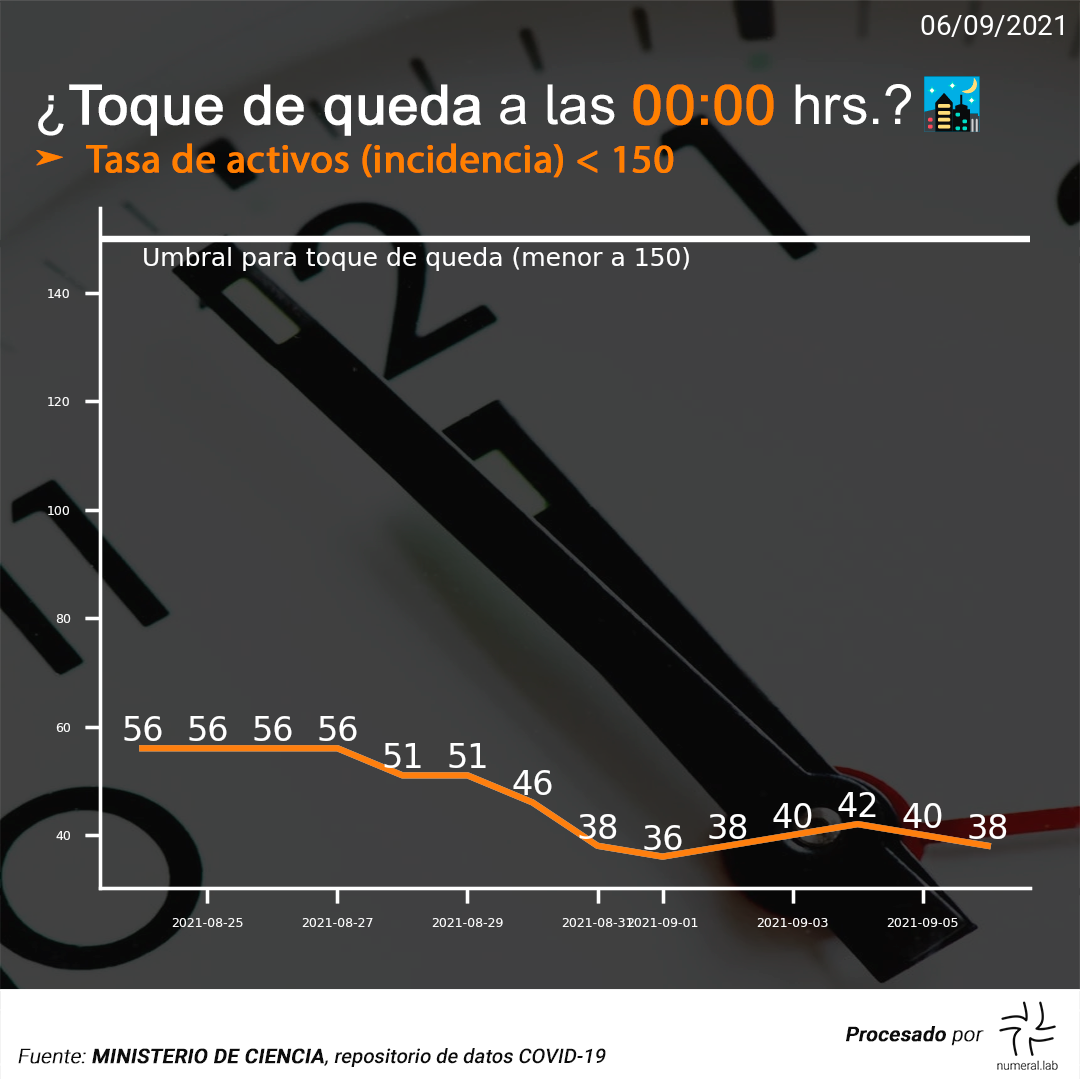 06/09/2021
¿Toque de queda a las 00:00 hrs.?
➤ Tasa de activos (incidencia) < 150
Umbral para toque de queda (menor a 150)
140
120
100
80
60
40
56 56 56 56 51 51 46 38 36 38 40 42 40 38
2021-08-25 2021-08-27 2021-08-29 2021-08-31 2021-09-01 2021-09-03 2021-09-05
2
1
11
0
Procesado por
numeral.lab
Fuente: MINISTERIO DE CIENCIA, repositorio de datos COVID-19